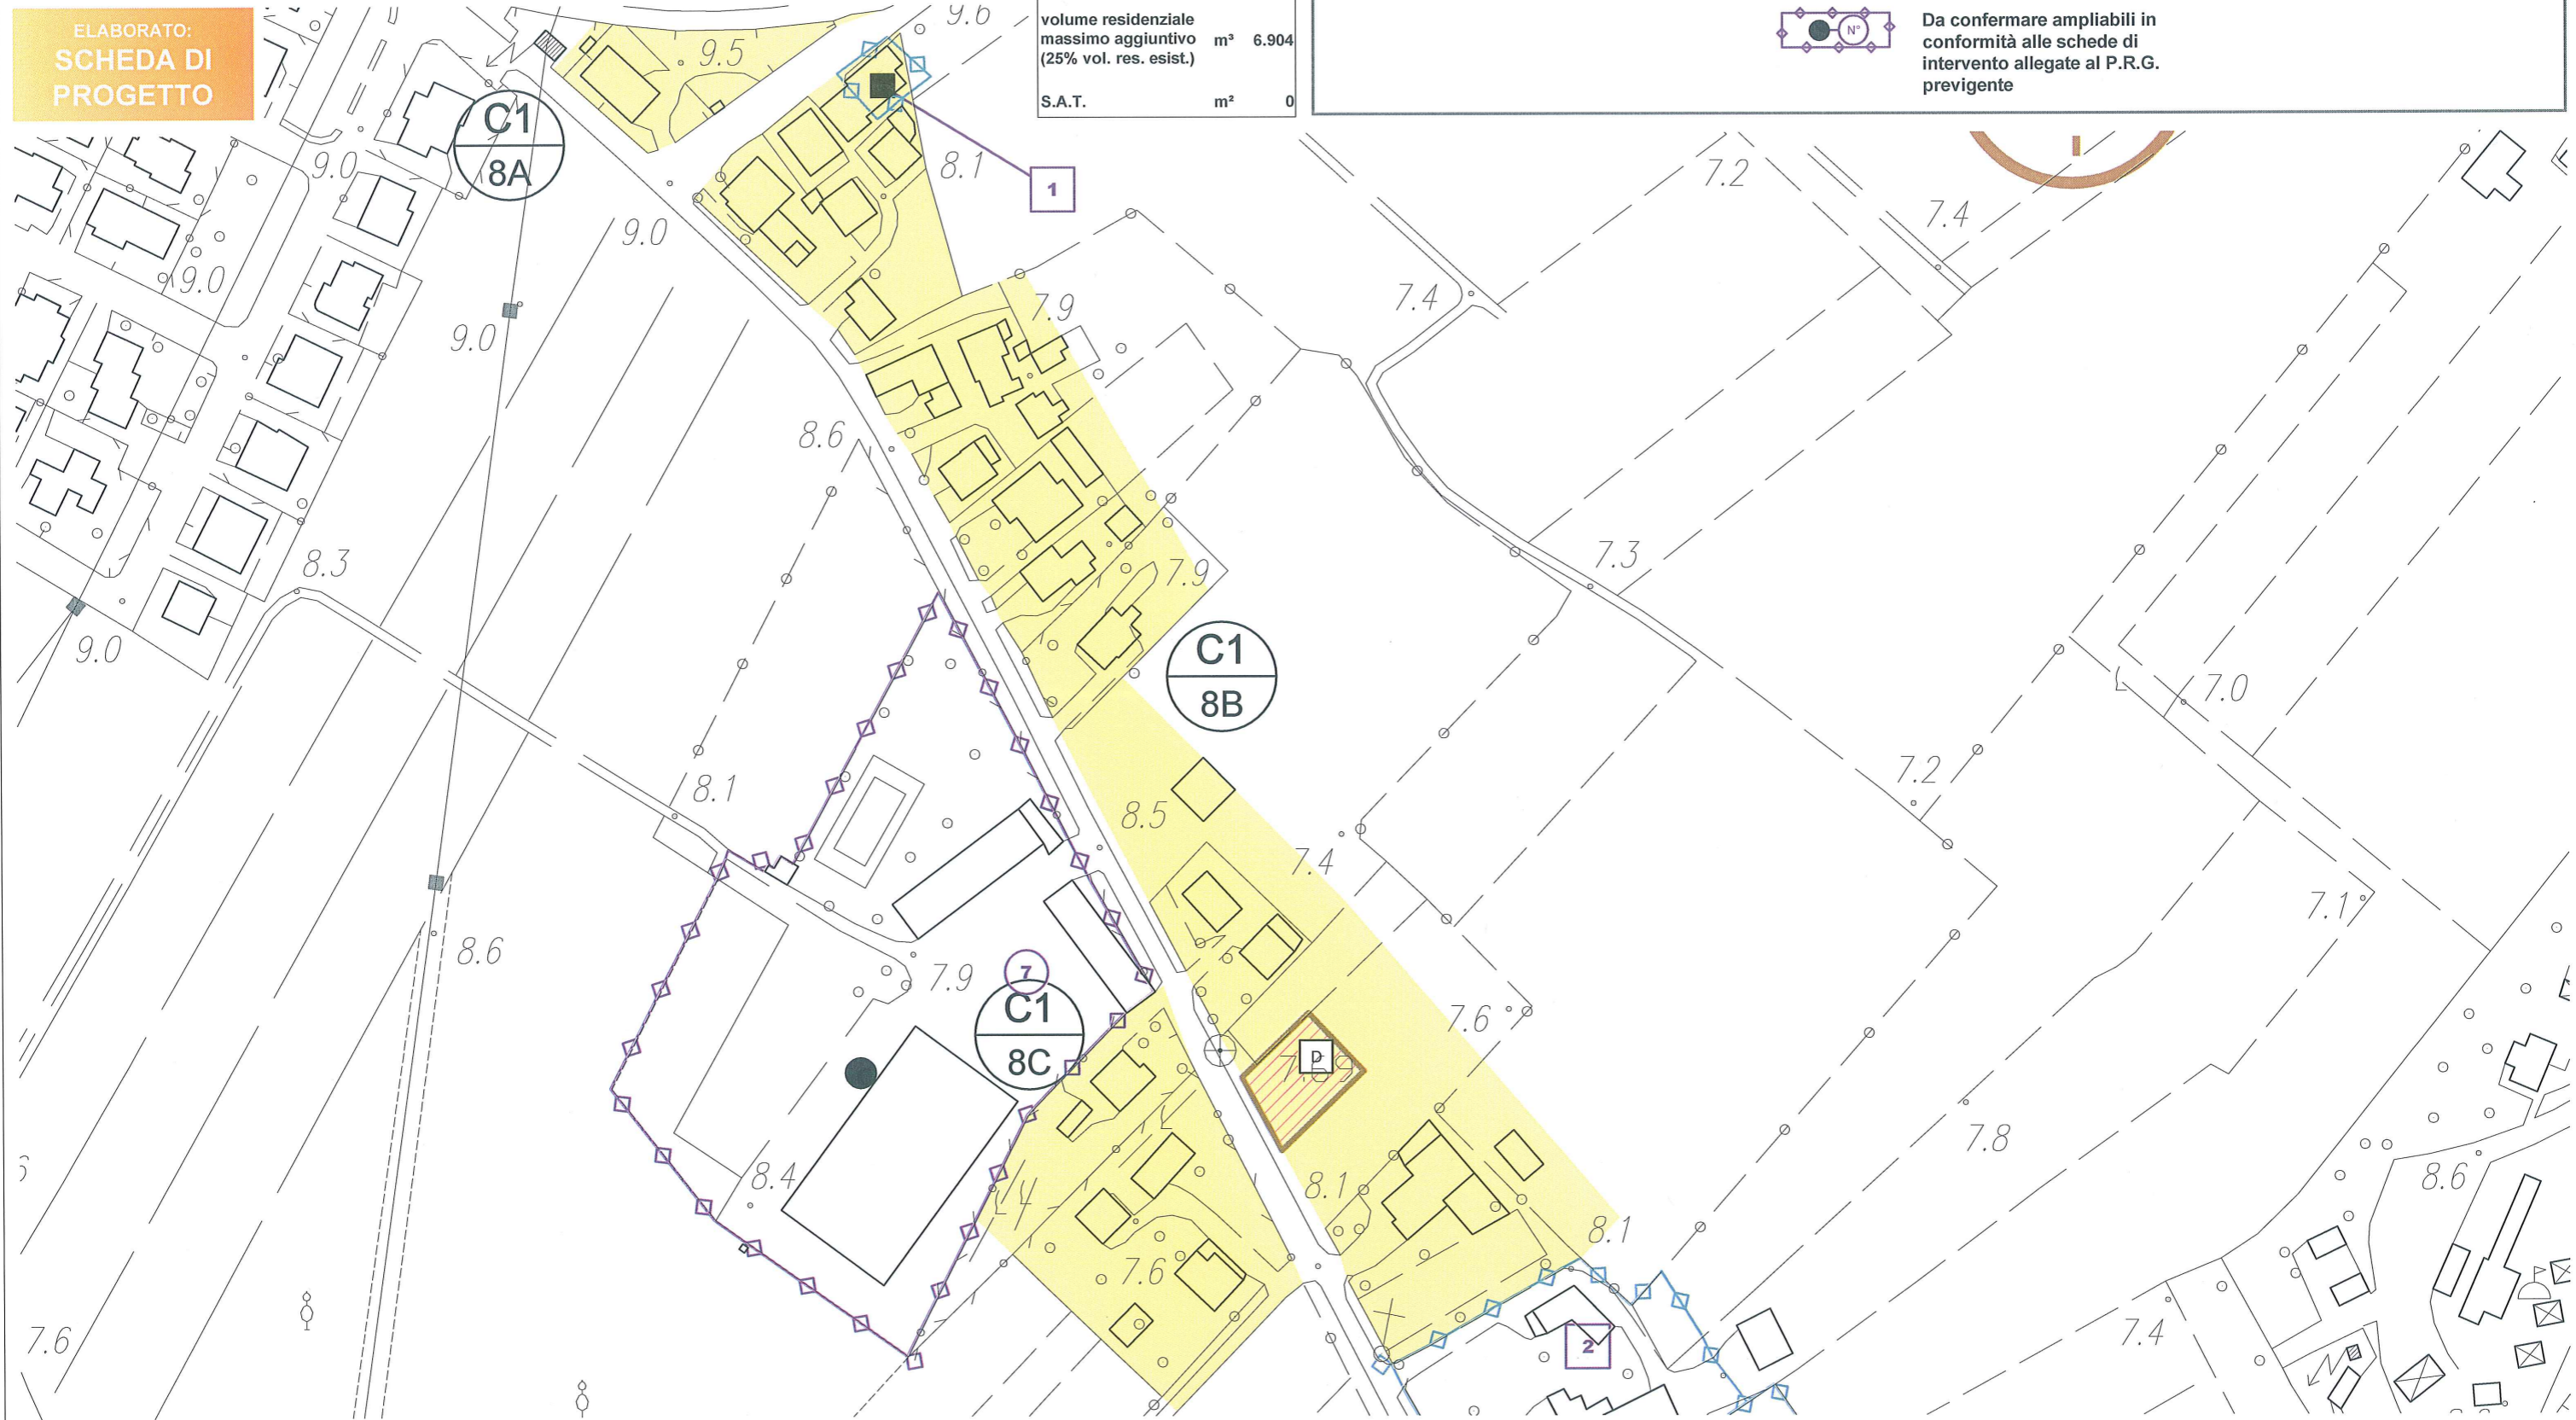 ELABORATO:
SCHEDA DI
PROGETTO
volume residenziale
massimo aggiuntivo m³ 6.904
(25% vol. res. esist.)
S.A.T. m² 0
N°
Da confermare ampliabili in
conformità alle schede di
intervento allegate al P.R.G.
previgente
9.6
9.5
C1
8A
9.0
8.1
1
7.2
7.4
9.0
9.0
7.9
7.4
9.0
8.6
7.3
8.3
7.9
9.0
C1
8B
7.0
8.1
8.5
7.2
7.4
7.1
8.6
7.9
7
C1
8C
7.6
D
7.8
8.4
8.1
8.6
7.6
8.1
7.6
2
7.4